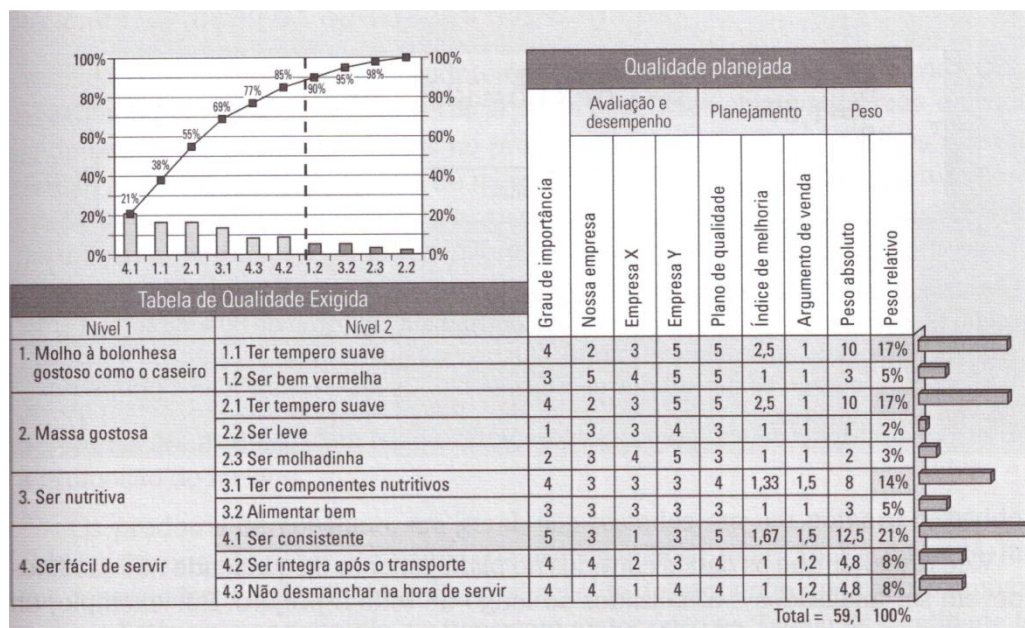 100%
80%
60%
40%
20%
0%
100%
80%
60%
40%
20%
0%
21%
38%
55%
69%
77%
85%
90%
95%
98%
4.1 1.1 2.1 3.1 4.3 4.2 1.2 3.2 2.3 2.2
Qualidade planejada
Avaliação e
desempenho
Planejamento
Peso
Grau de importância
Nossa empresa
Empresa X
Empresa Y
Plano de qualidade
Índice de melhoria
Argumento de venda
Peso absoluto
Peso relativo
Tabela de Qualidade Exigida
Nível 1 Nível 2
1. Molho à bolonhesa
gostoso como o caseiro
1.1 Ter tempero suave 4 2 3 5 5 2,5 1 10 17%
1.2 Ser bem vermelha 3 5 4 5 5 1 1 3 5%
2. Massa gostosa
2.1 Ter tempero suave 4 2 3 5 5 2,5 1 10 17%
2.2 Ser leve 1 3 3 4 3 1 1 1 2%
2.3 Ser molhadinha 2 3 4 5 3 1 1 2 3%
3. Ser nutritiva
3.1 Ter componentes nutritivos 4 3 3 3 4 1,33 1,5 8 14%
3.2 Alimentar bem 3 3 3 3 3 1 1 3 5%
4. Ser fácil de servir
4.1 Ser consistente 5 3 1 3 5 1,67 1,5 12,5 21%
4.2 Ser íntegra após o transporte 4 4 2 3 4 1 1,2 4,8 8%
4.3 Não desmanchar na hora de servir 4 4 1 4 4 1 1,2 4,8 8%
Total = 59,1 100%